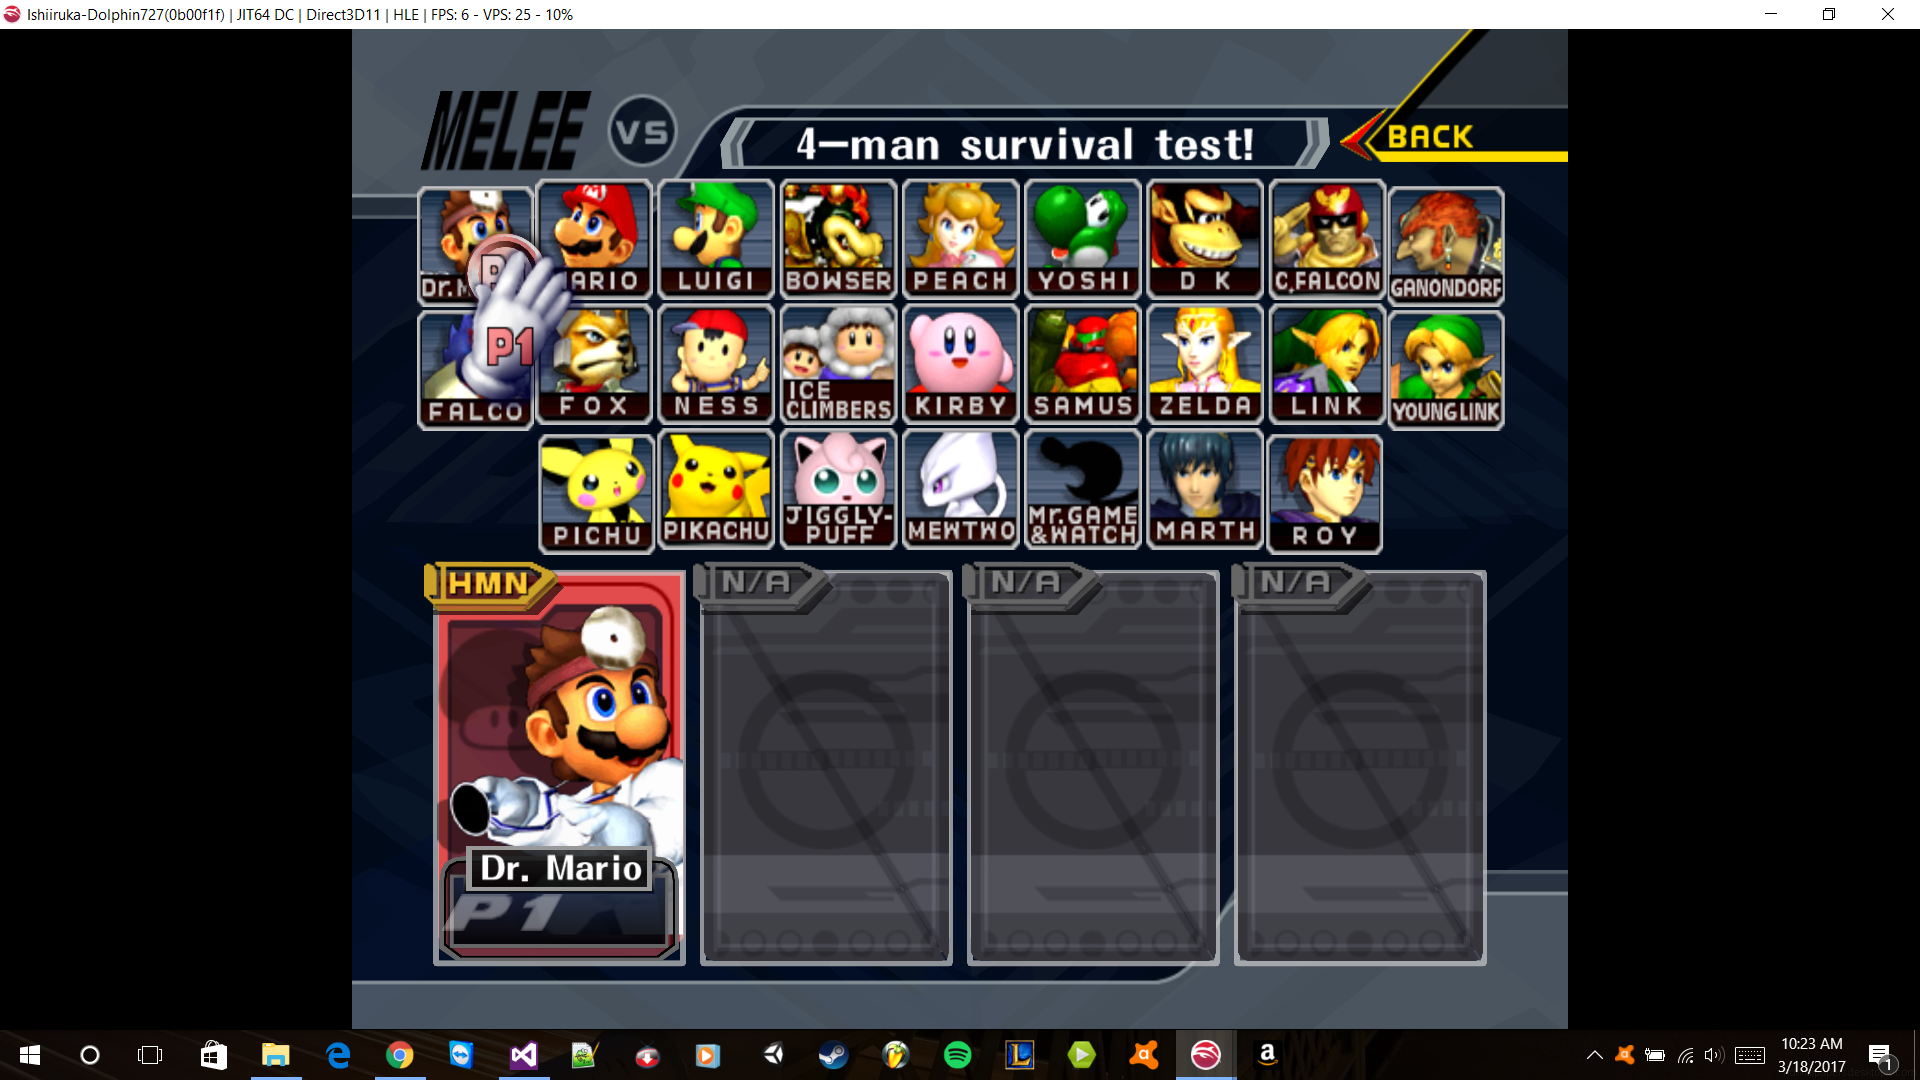 Ishiiruka-Dolphin727(0b00f1f) | JIT64 DC | Direct3D11 | HLE | FPS: 6 - VPS: 25 - 10%
MELEE VS 4-man survival test! BACK
Dr.M ARIO LUIGI BOWSER PEACH YOSHI D K C.FALCON GANONDORF
P1
FALCO FOX NESS ICE CLIMBERS KIRBY SAMUS ZELDA LINK YOUNG LINK
PICHU PIKACHU JIGGLY-PUFF MEWTWO Mr.GAME &WATCH MARTH ROY
HMN N/A N/A N/A
Dr. Mario
P1
10:23 AM
3/18/2017
1